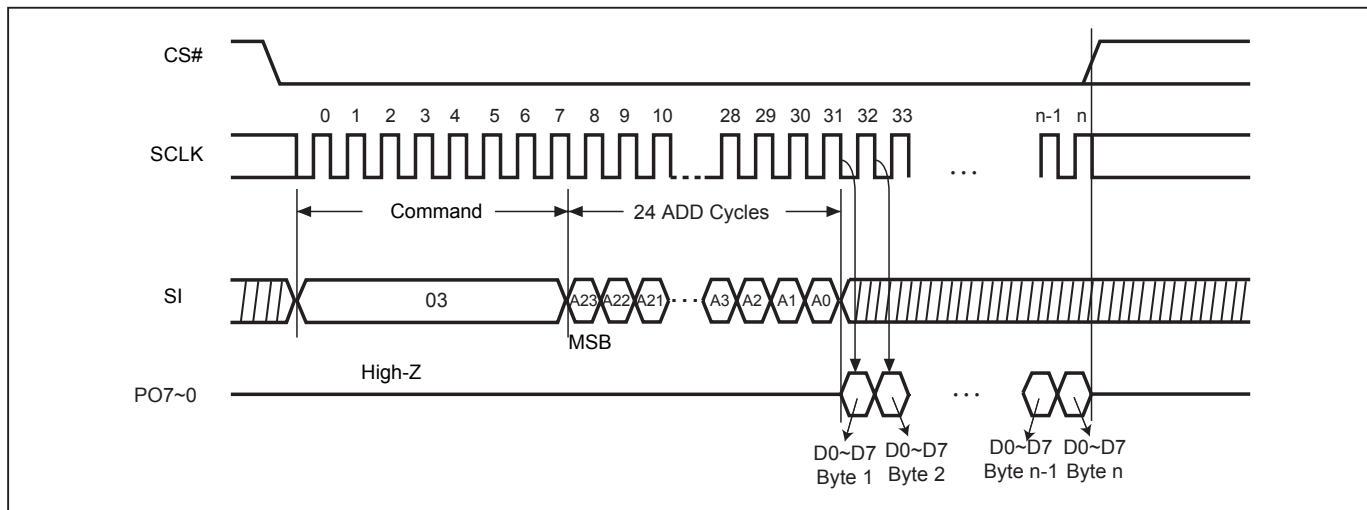 CS#
0 1 2 3 4 5 6 7 8 9 10 28 29 30 31 32 33 n-1 n
SCLK
...
Command 24 ADD Cycles
SI
03 A23 A22 A21 ··· A3 A2 A1 A0
MSB
High-Z
PO7~0
...
D0~D7 D0~D7 D0~D7 D0~D7
Byte 1 Byte 2 Byte n-1 Byte n